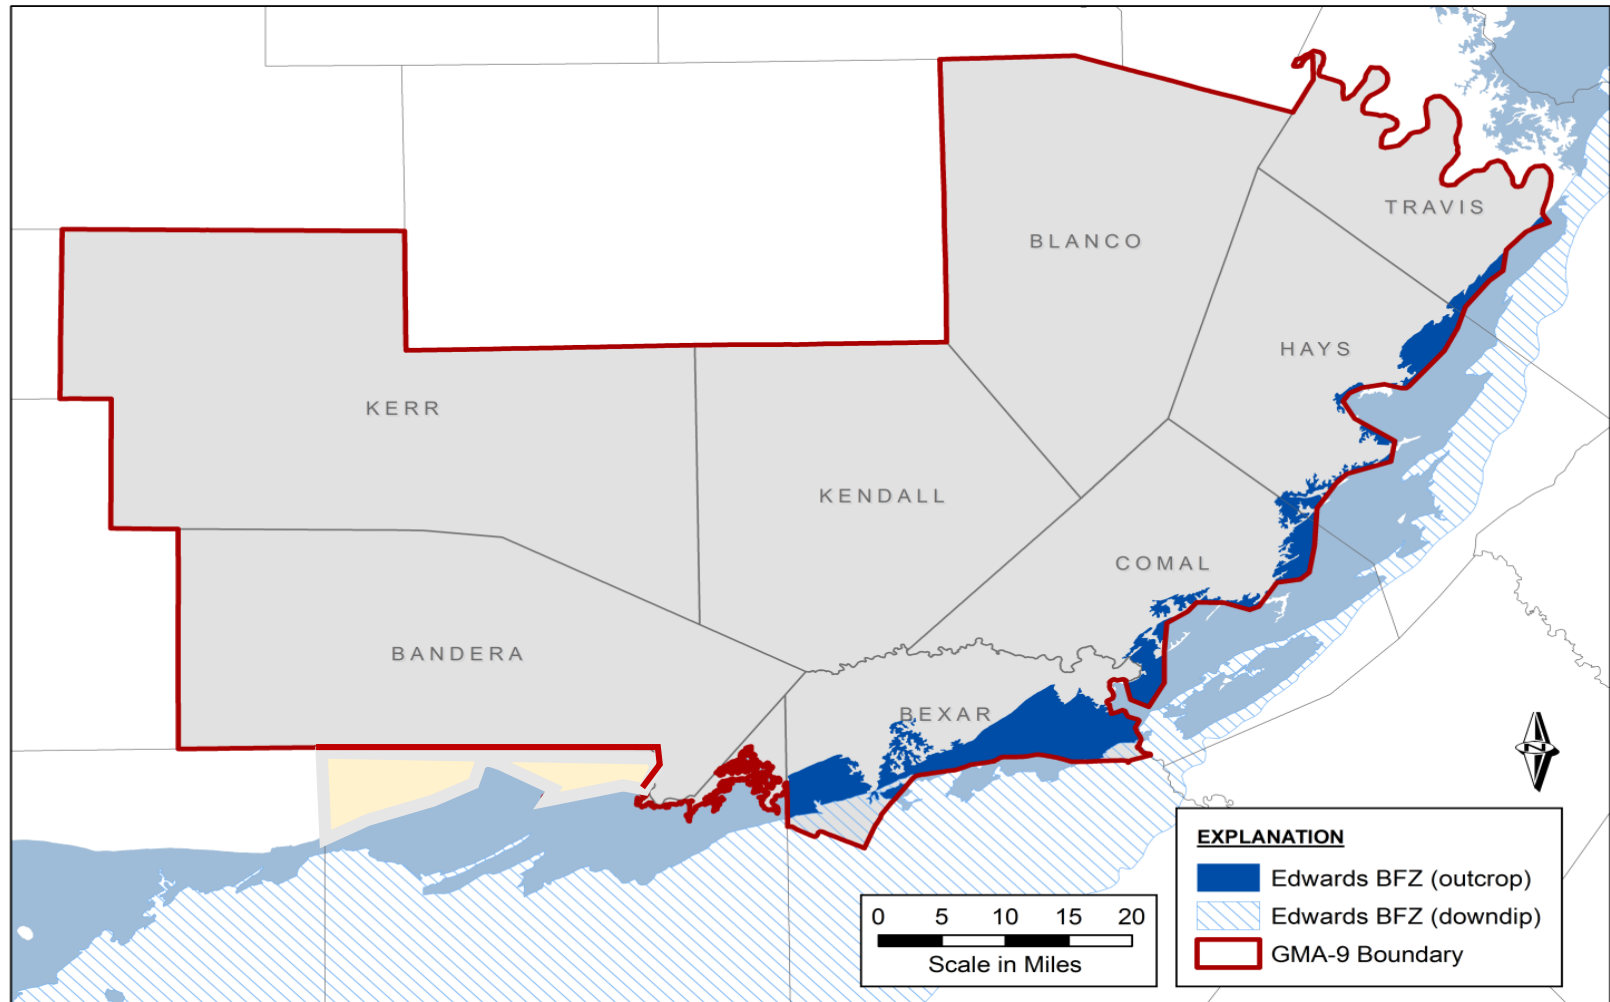 TRAVIS
BLANCO
HAYS
KERR
KENDALL
COMAL
BANDERA
BEXAR
EXPLANATION
Edwards BFZ (outcrop)
Edwards BFZ (downdip)
GMA-9 Boundary
0 5 10 15 20
Scale in Miles
N